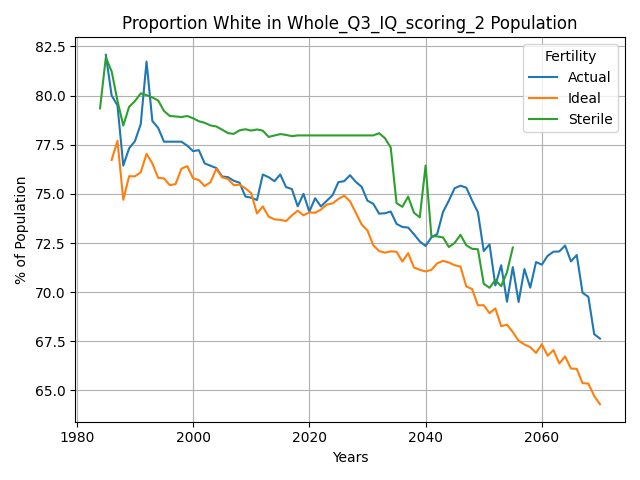 Proportion White in Whole_Q3_IQ_scoring_2 Population
Fertility
Actual
Ideal
Sterile
% of Population
82.5
80.0
77.5
75.0
72.5
70.0
67.5
65.0
1980
2000
2020
2040
2060
Years